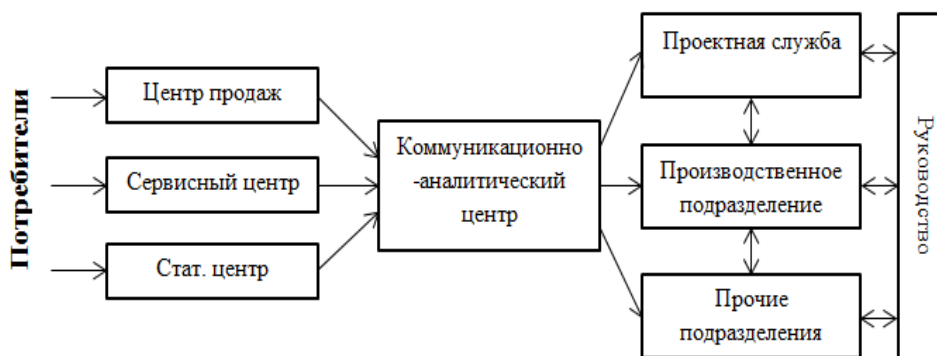 Потребители
Центр продаж
Сервисный центр
Стат. центр
Коммуникационно
-аналитический
центр
Проектная служба
Производственное
подразделение
Прочие
подразделения
Руководство